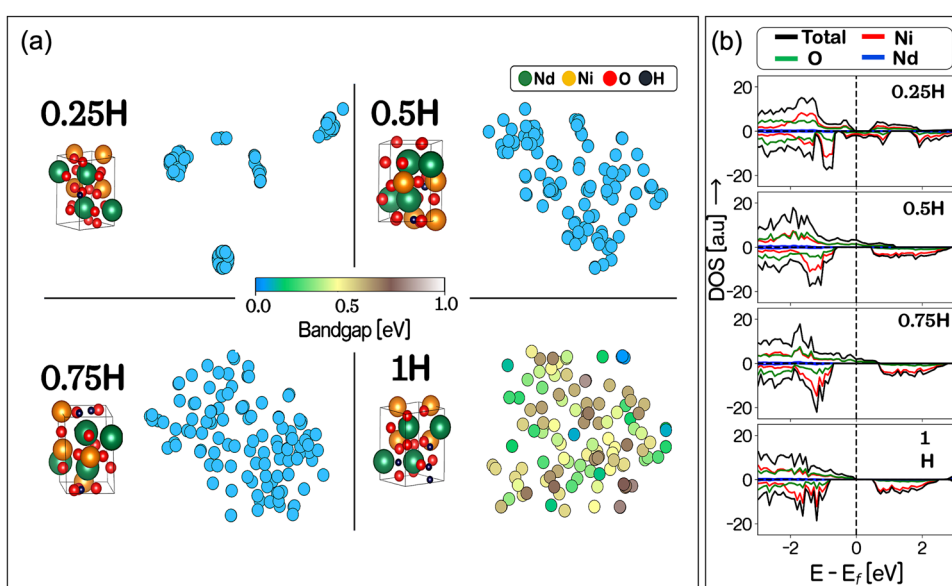 (a)
Nd Ni O H
0.25H
0.5H
0.0 0.5 1.0
Bandgap [eV]
0.75H
1H
(b)
Total Ni
O Nd
20
0
-20
0.25H
20
0
-20
0.5H
20
0
-20
0.75H
20
0
-20
1
H
DOS [a.u] →
-2 0 2
E - Ef [eV]